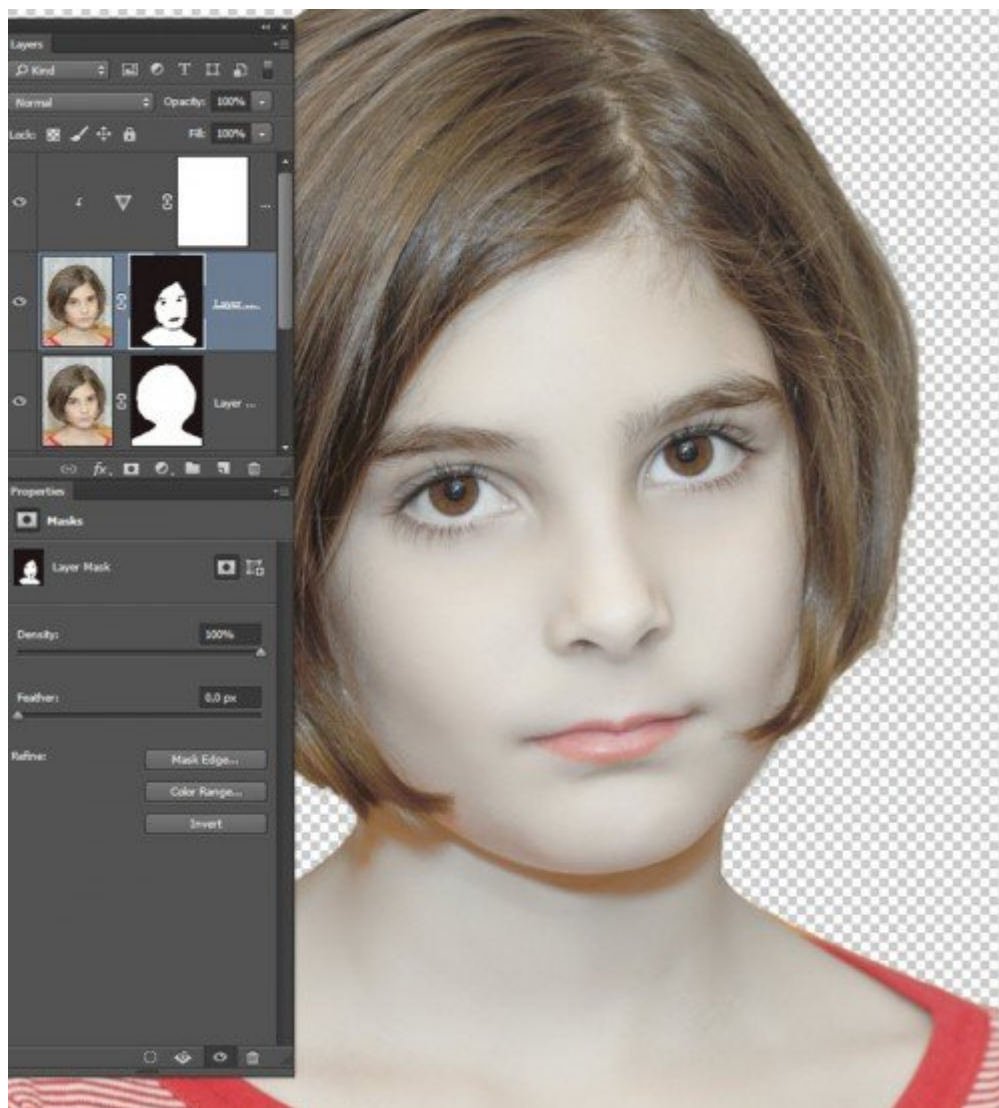 Layers
Kind
Normal Opacity: 100%
Lock: Fill: 100%
...
Layer ...
Layer ...
fx.
Properties
Masks
Layer Mask
Density: 100%
Feather: 0,0 px
Refine: Mask Edge...
Color Range...
Invert